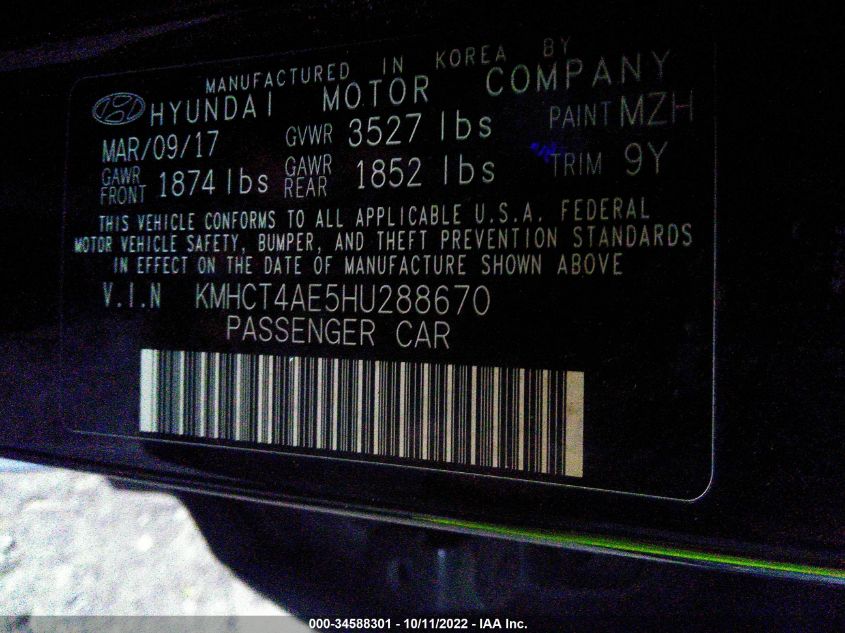 MANUFACTURED IN KOREA BY
HYUNDAI MOTOR COMPANY
MAR/09/17 GVWR 3527 lbs PAINT MZH
GAWR FRONT 1874 lbs GAWR REAR 1852 lbs TRIM 9Y
THIS VEHICLE CONFORMS TO ALL APPLICABLE U.S.A. FEDERAL
MOTOR VEHICLE SAFETY, BUMPER, AND THEFT PREVENTION STANDARDS
IN EFFECT ON THE DATE OF MANUFACTURE SHOWN ABOVE
V.I.N KMHCT4AE5HU288670
PASSENGER CAR
000-34588301 - 10/11/2022 - IAA Inc.